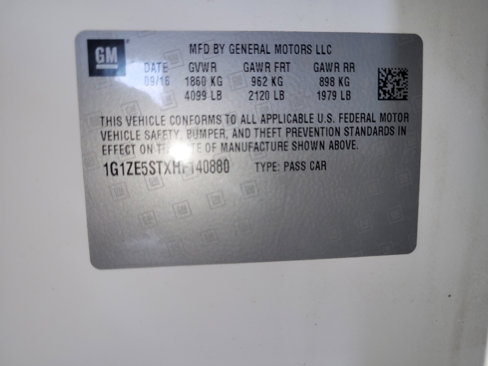 GM
MFD BY GENERAL MOTORS LLC
DATE GVWR GAWR FRT GAWR RR
09/16 1860 KG 962 KG 898 KG
4099 LB 2120 LB 1979 LB
THIS VEHICLE CONFORMS TO ALL APPLICABLE U.S. FEDERAL MOTOR
VEHICLE SAFETY, BUMPER, AND THEFT PREVENTION STANDARDS IN
EFFECT ON THE DATE OF MANUFACTURE SHOWN ABOVE.
1G1ZE5STXHF140880 TYPE: PASS CAR